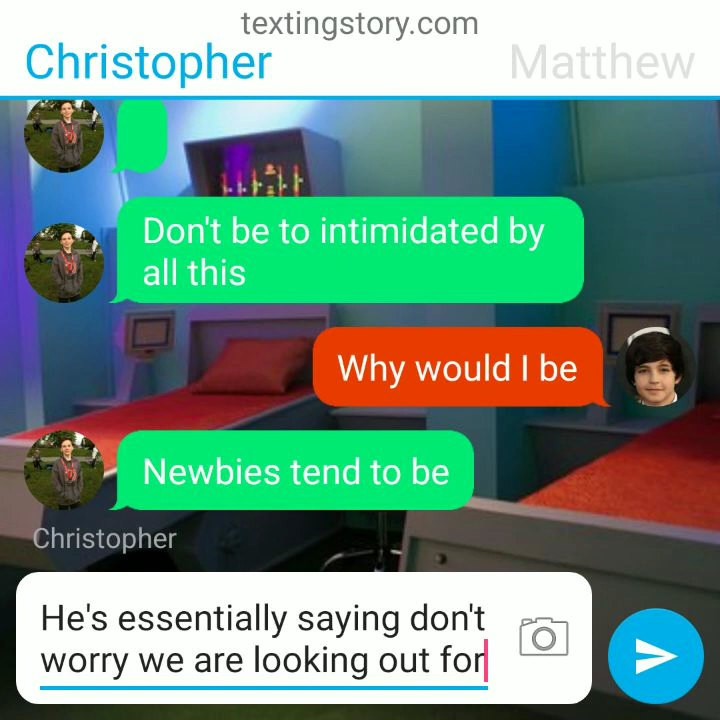 textingstory.com
Christopher
Matthew
Don't be to intimidated by
all this
Why would I be
Newbies tend to be
Christopher
He's essentially saying don't
worry we are looking out for